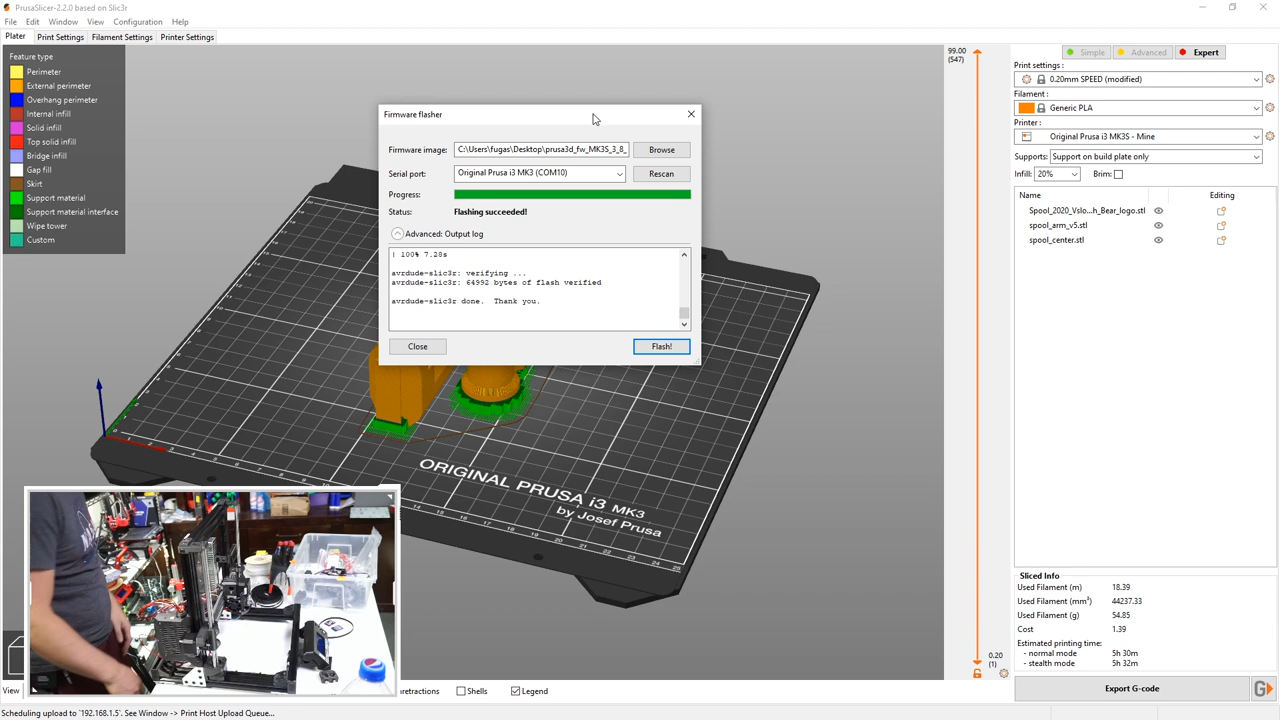 PrusaSlicer-2.2.0 based on Slic3r
File Edit Window View Configuration Help
Plater Print Settings Filament Settings Printer Settings
Feature type
Perimeter
External perimeter
Overhang perimeter
Internal infill
Solid infill
Top solid infill
Bridge infill
Gap fill
Skirt
Support material
Support material interface
Wipe tower
Custom
Firmware flasher
Firmware image: C:\Users\fugas\Desktop\prusa3d_fw_MK3S_3_8_ Browse
Serial port: Original Prusa i3 MK3 (COM10) Rescan
Progress:
Status: Flashing succeeded!
Advanced: Output log
| 100% 7.28s
avrdude-slic3r: verifying ...
avrdude-slic3r: 64992 bytes of flash verified
avrdude-slic3r done. Thank you.
Close Flash!
ORIGINAL PRUSA i3 MK3
by Josef Prusa
99.00
(547)
0.20
(1)
Simple Advanced Expert
Print settings :
0.20mm SPEED (modified)
Filament :
Generic PLA
Printer :
Original Prusa i3 MK3S - Mine
Supports: Support on build plate only
Infill: 20% Brim:
Name Editing
Spool_2020_Vslo...h_Bear_logo.stl
spool_arm_v5.stl
spool_center.stl
Sliced Info
Used Filament (m) 18.39
Used Filament (mm³) 44237.33
Used Filament (g) 54.85
Cost 1.39
Estimated printing time:
- normal mode 5h 30m
- stealth mode 5h 32m
Export G-code
View retractions Shells Legend
Scheduling upload to `192.168.1.5`. See Window -> Print Host Upload Queue...